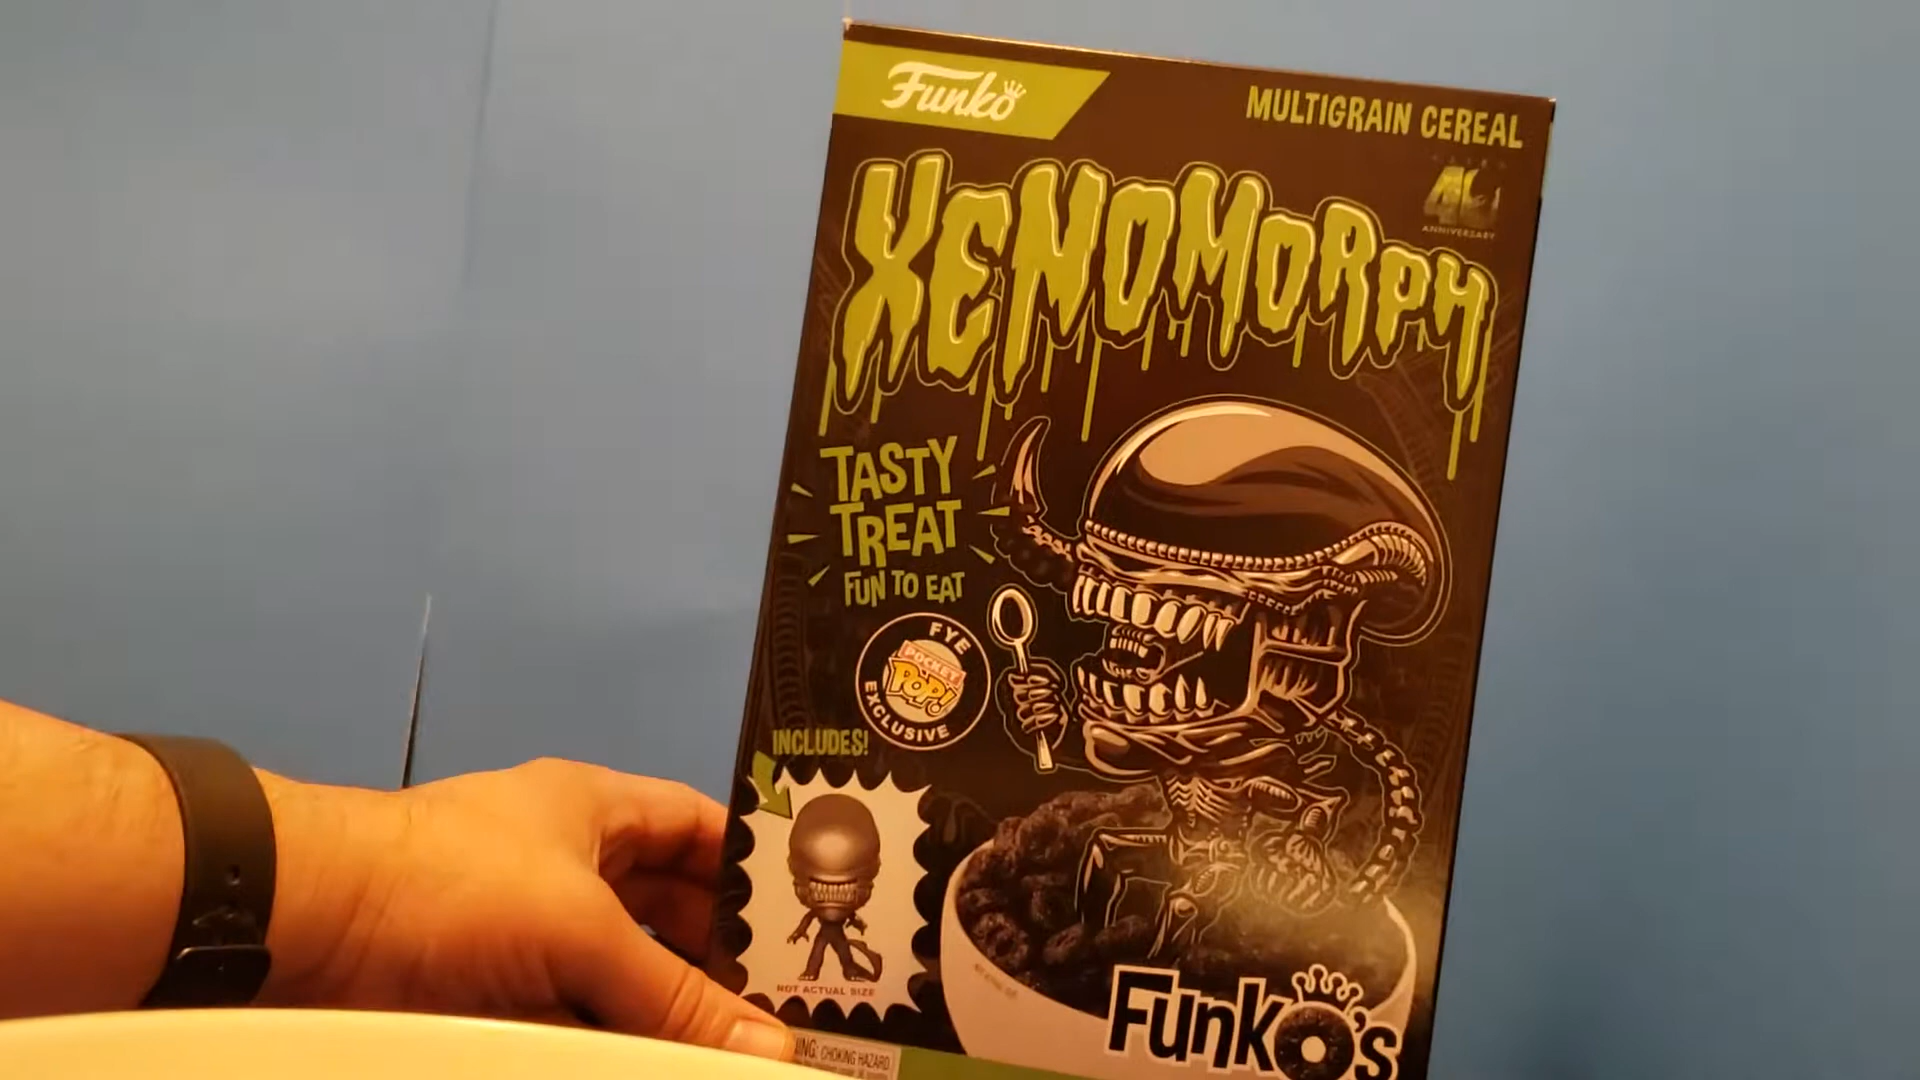 Funko
MULTIGRAIN CEREAL
XENOMORPH
40
ANNIVERSARY
TASTY
TREAT
FUN TO EAT
FYE
POCKET
POP!
EXCLUSIVE
INCLUDES!
NOT ACTUAL SIZE
CHOKING HAZARD
Funko's